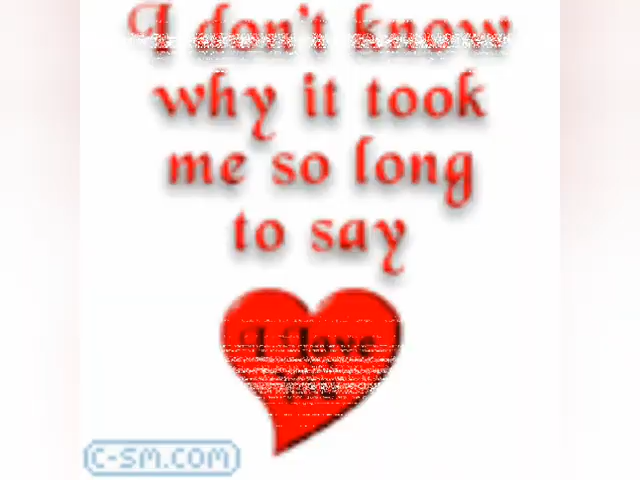 I don't know
why it took
me so long
to say
I love
c-sm.com